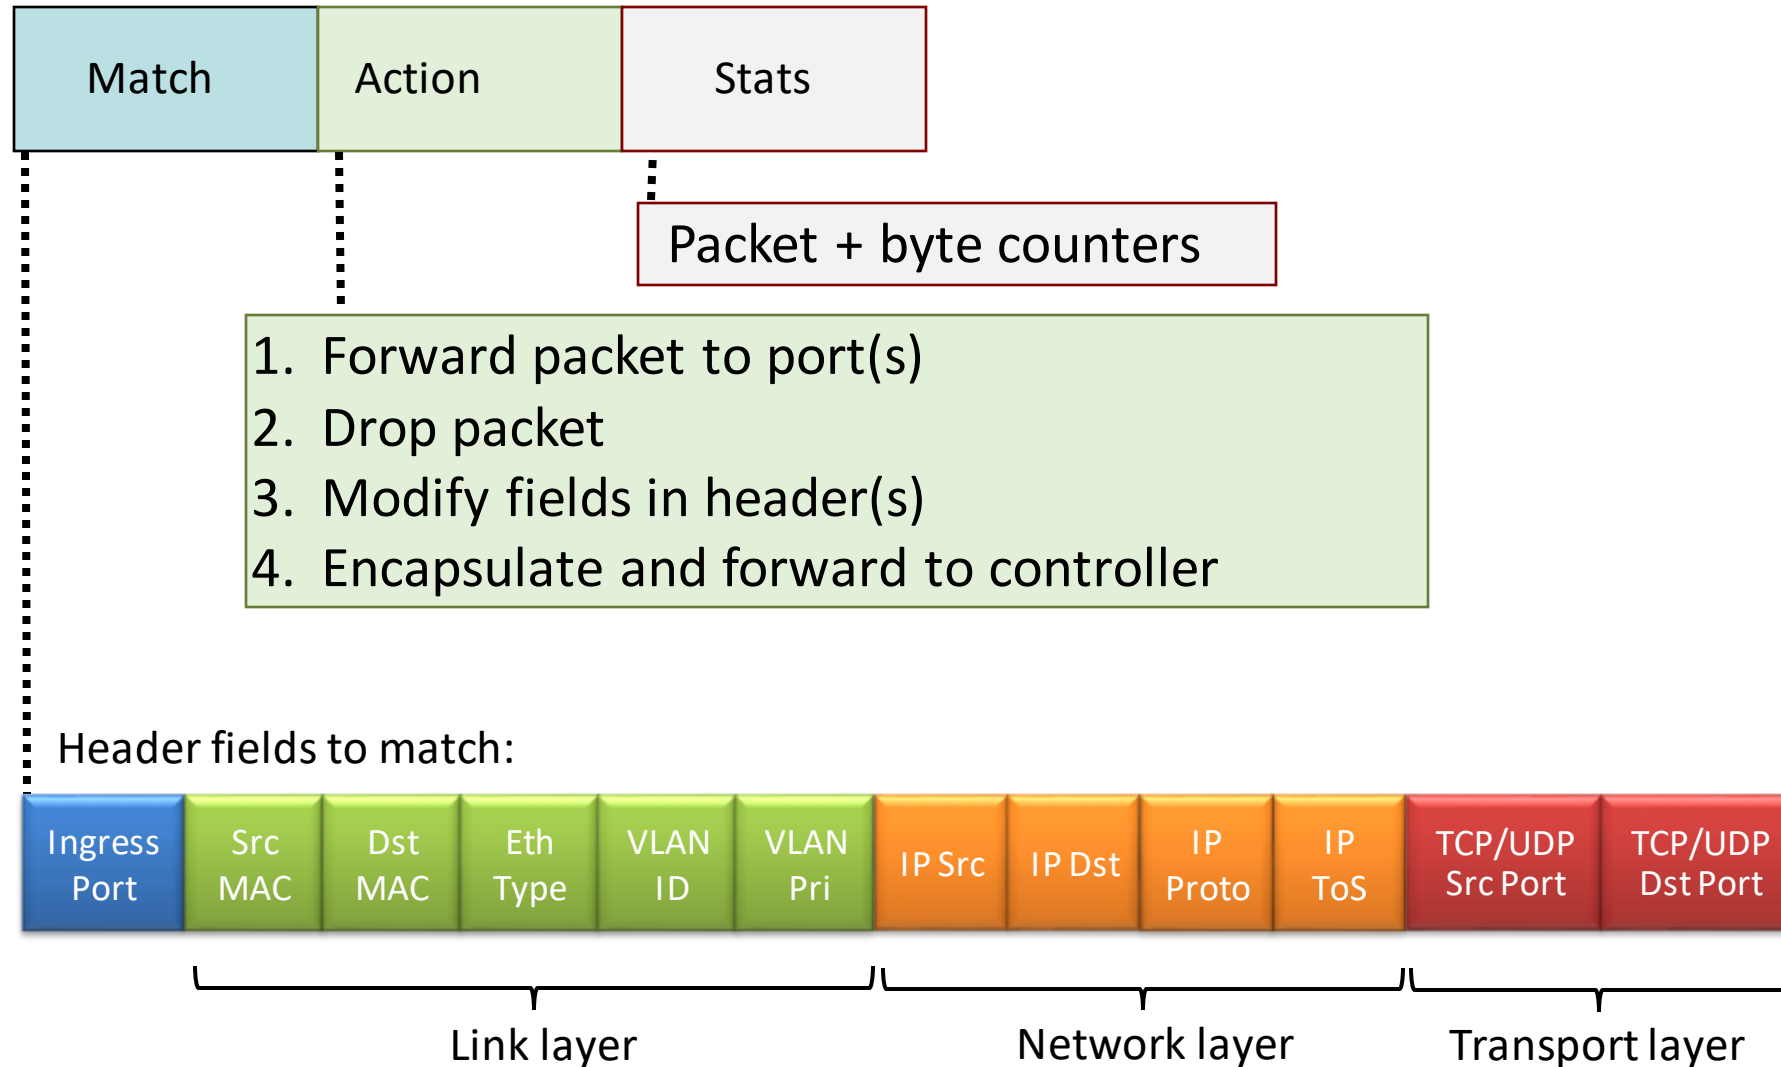 Match
Action
Stats
Packet + byte counters
1. Forward packet to port(s)
2. Drop packet
3. Modify fields in header(s)
4. Encapsulate and forward to controller
Header fields to match:
Ingress
Port
Src
MAC
Dst
MAC
Eth
Type
VLAN
ID
VLAN
Pri
IP Src
IP Dst
IP
Proto
IP
ToS
TCP/UDP
Src Port
TCP/UDP
Dst Port
Link layer
Network layer
Transport layer